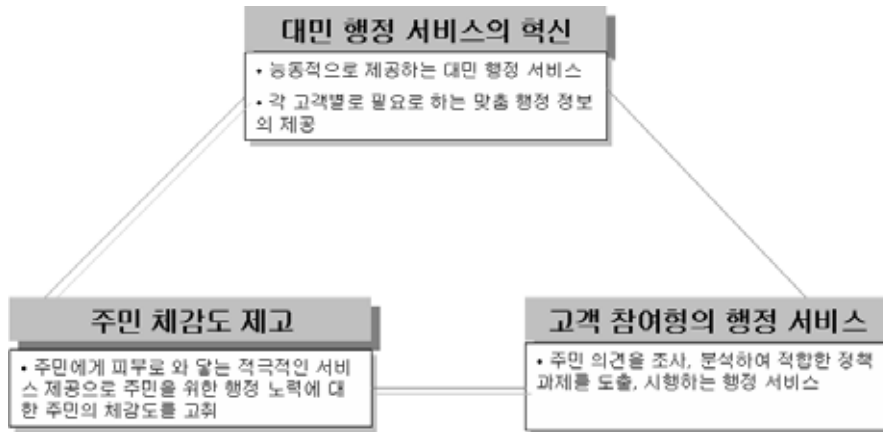 대민 행정 서비스의 혁신
• 능동적으로 제공하는 대민 행정 서비스
• 각 고객별로 필요로 하는 맞춤 행정 정보
의 제공
주민 체감도 제고
• 주민에게 피부로 와 닿는 적극적인 서비
스 제공으로 주민을 위한 행정 노력에 대
한 주민의 체감도를 고취
고객 참여형의 행정 서비스
• 주민 의견을 조사, 분석하여 적합한 정책
과제를 도출, 시행하는 행정 서비스